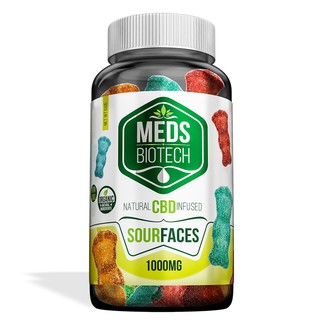 MEDS
BIOTECH
NATURAL CBD INFUSED
SOURFACES
1000MG